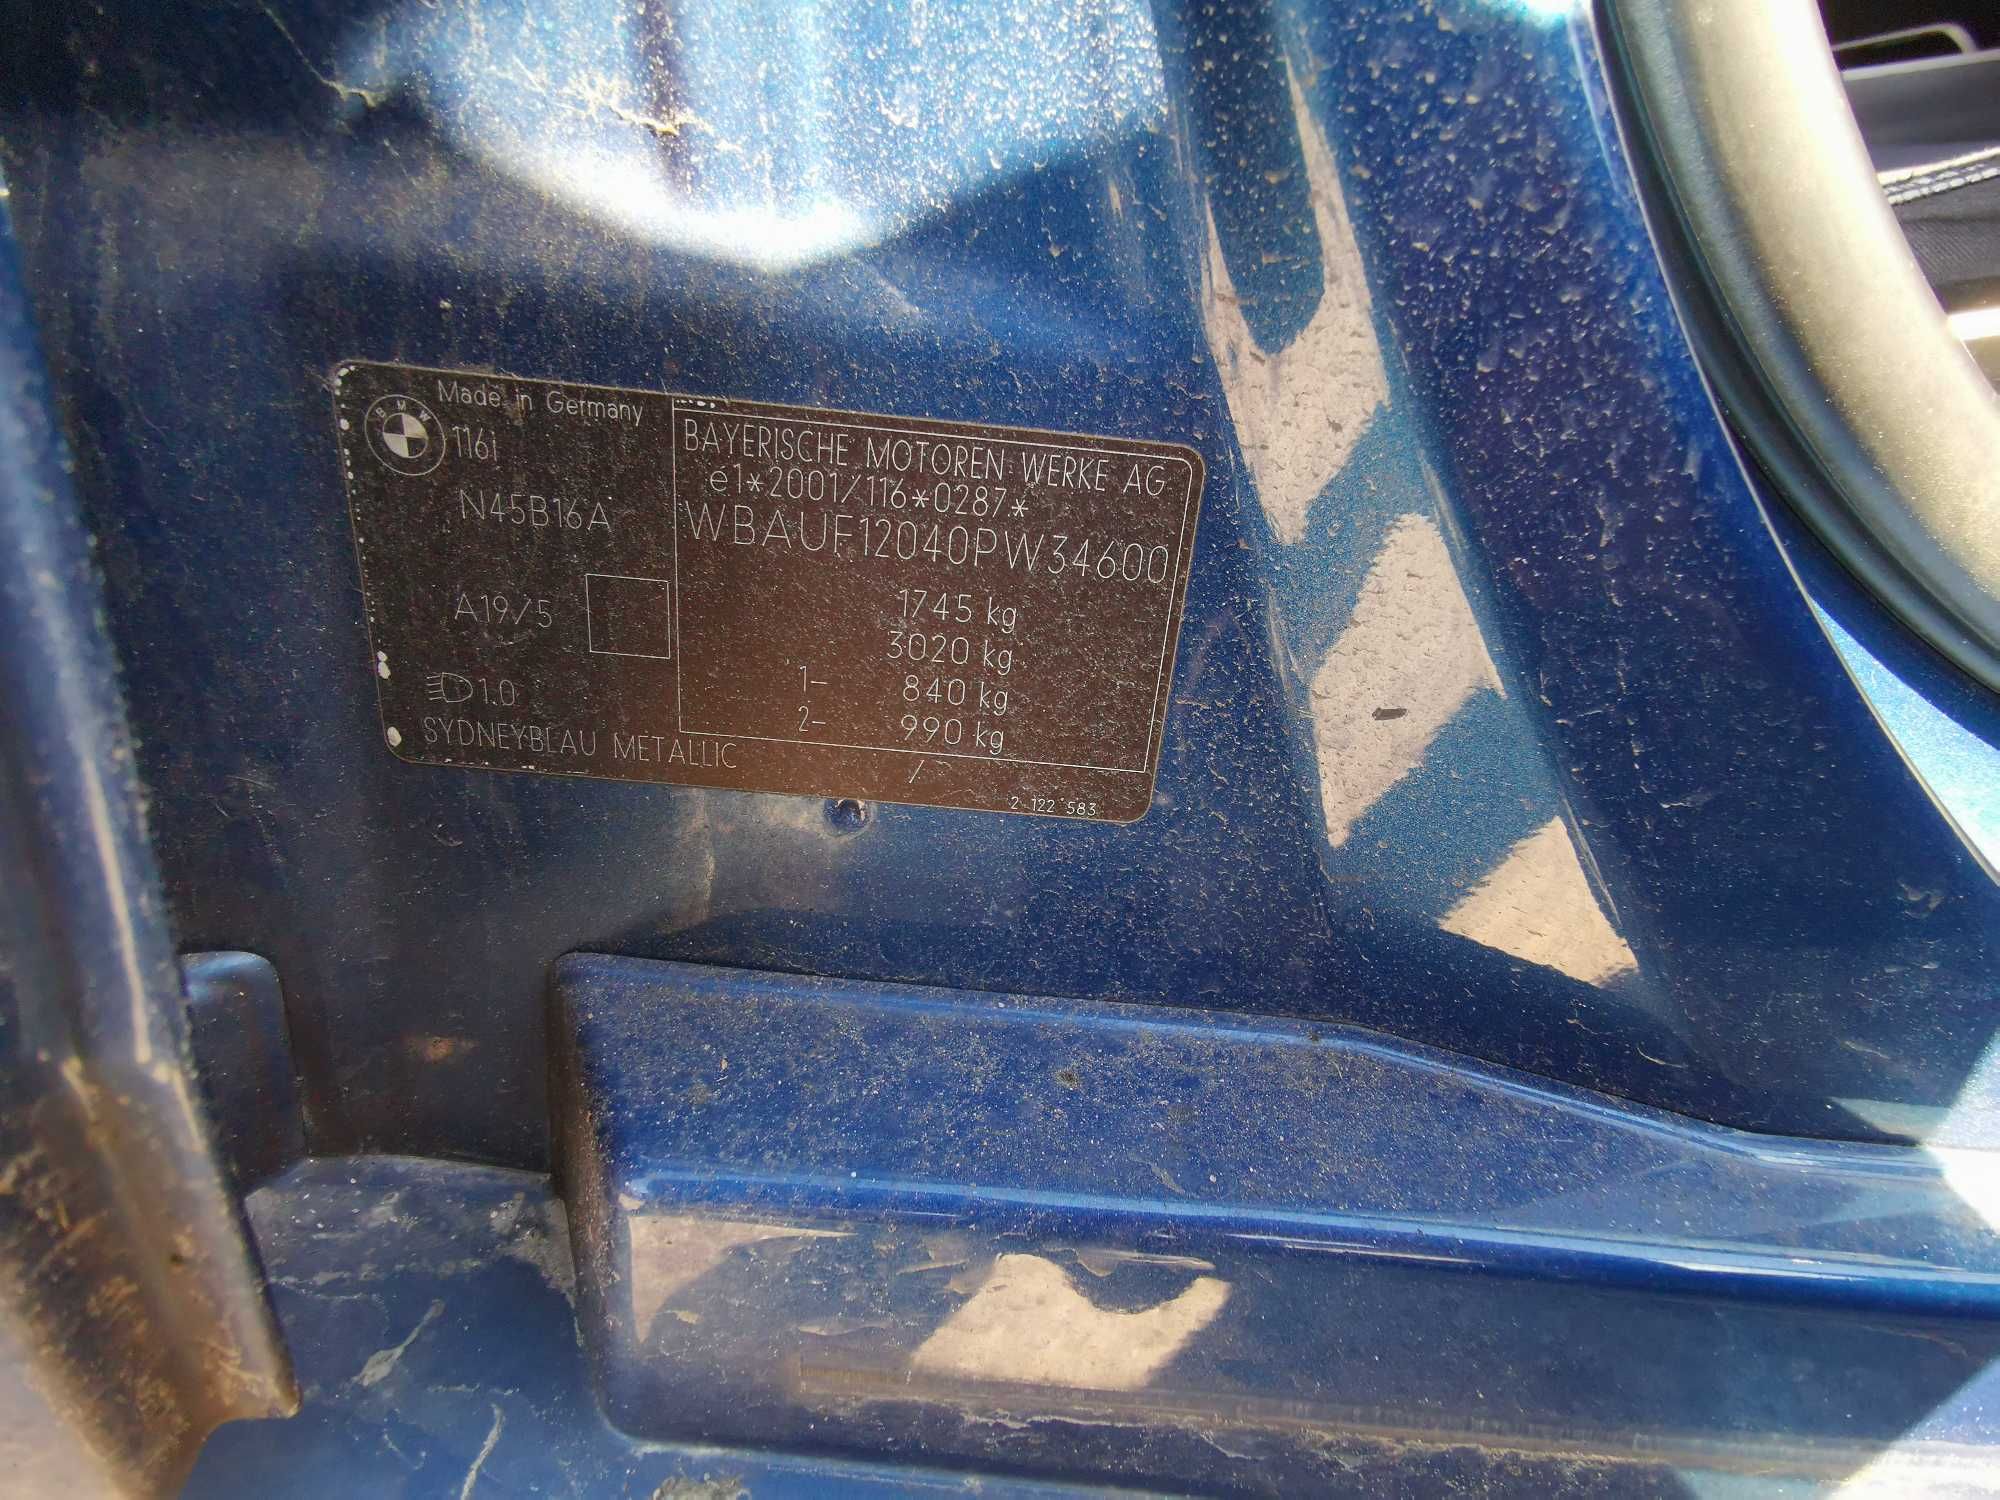 Made in Germany
BMW
116i
N45B16A
A19/5
1.0
SYDNEYBLAU METALLIC
BAYERISCHE MOTOREN WERKE AG
e1*2001/116*0287*
WBAUF12040PW34600
1745 kg
3020 kg
1- 840 kg
2- 990 kg
/
2 122 583